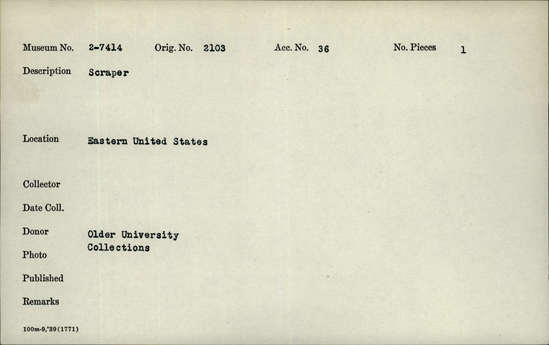 Museum No. 2-7414 Orig. No. 2103 Acc. No. 36 No. Pieces 1
Description Scraper
Location Eastern United States
Collector
Date Coll.
Donor Older University
Collections
Photo
Published
Remarks
100m-9,'39(1771)